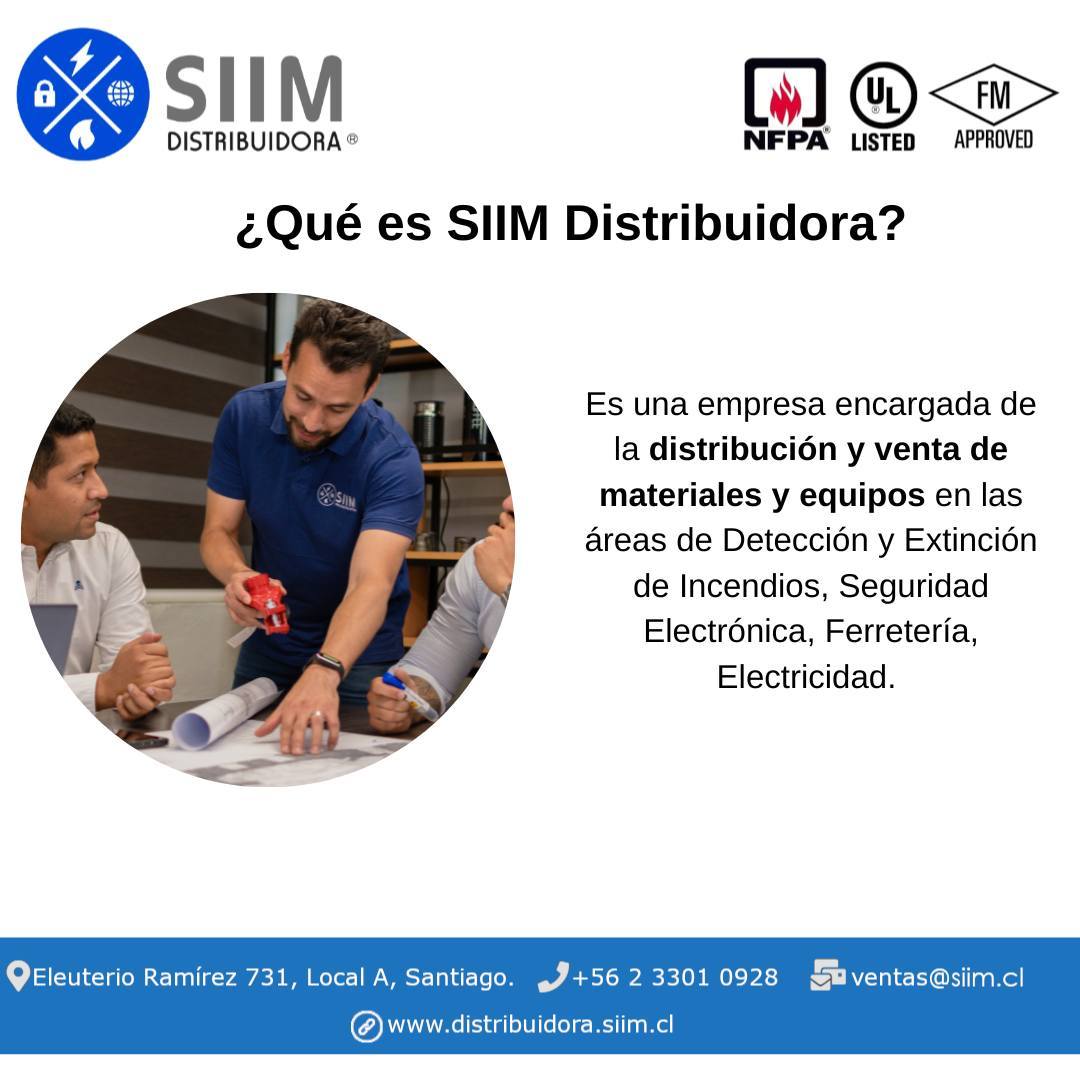 SIIM
DISTRIBUIDORA®
NFPA®
UL
®
LISTED
FM
APPROVED
¿Qué es SIIM Distribuidora?
SIIM
Es una empresa encargada de
la distribución y venta de
materiales y equipos en las
áreas de Detección y Extinción
de Incendios, Seguridad
Electrónica, Ferretería,
Electricidad.
Eleuterio Ramírez 731, Local A, Santiago. +56 2 3301 0928 ventas@siim.cl
www.distribuidora.siim.cl